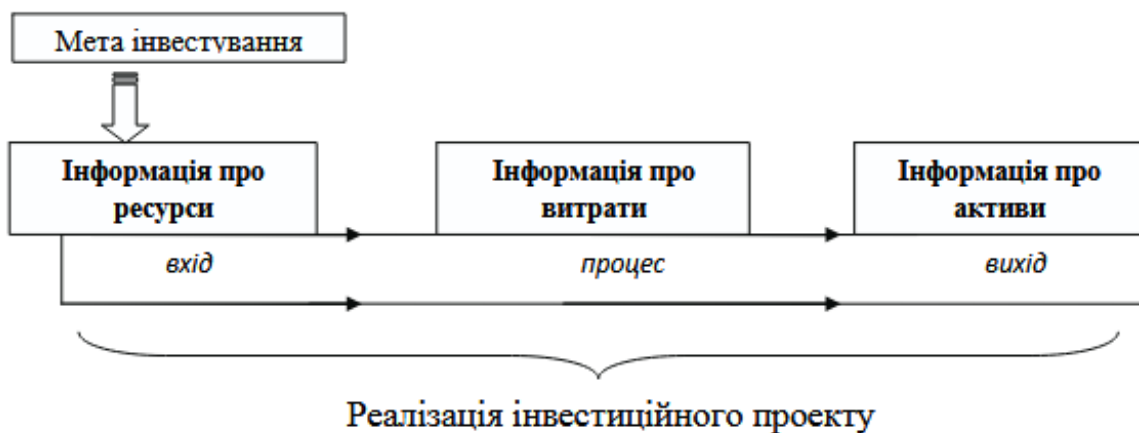 Мета інвестування
Інформація про
ресурси
Інформація про
витрати
Інформація про
активи
вхід
процес
вихід
Реалізація інвестиційного проекту